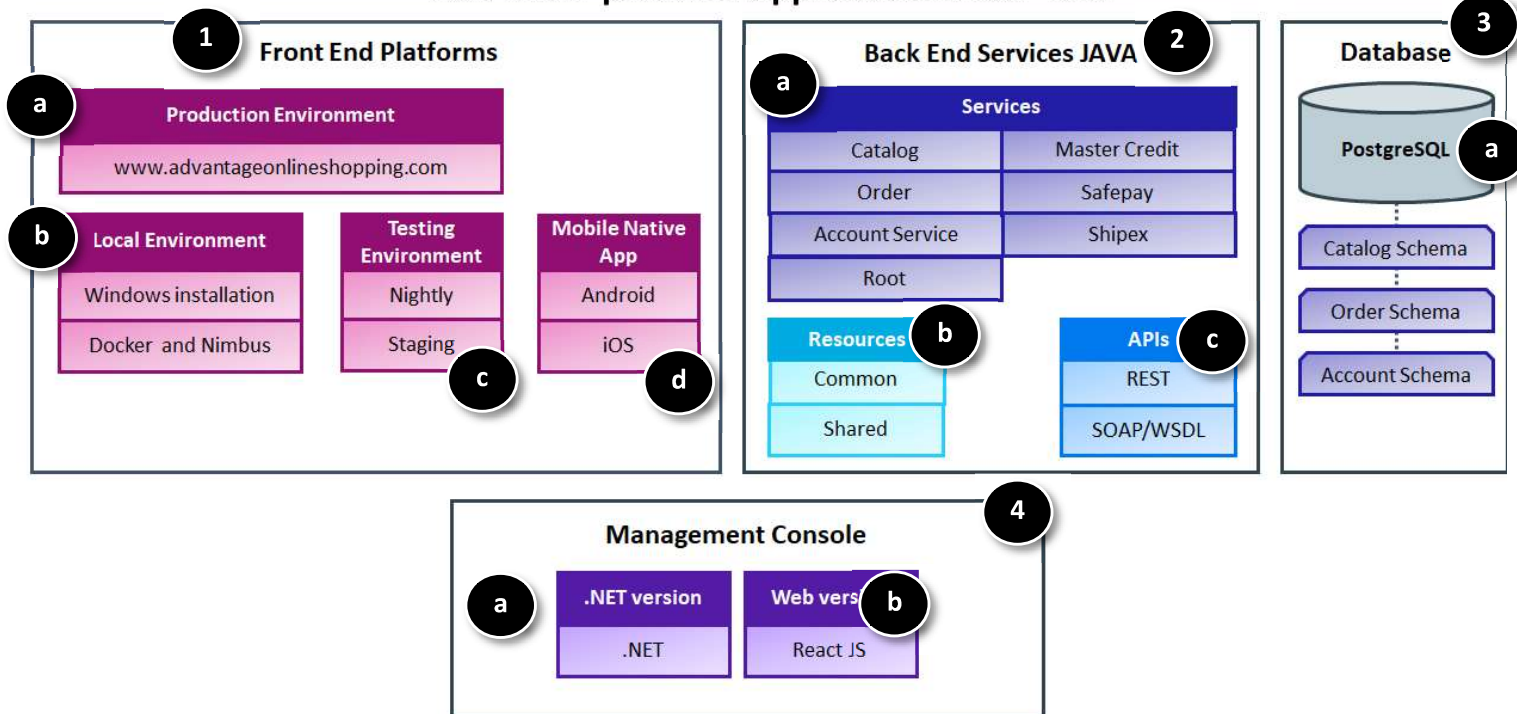 1
Front End Platforms
a
Production Environment
www.advantageonlineshopping.com
b
Local Environment
Windows installation
Docker and Nimbus
Testing
Environment
Nightly
Staging
c
Mobile Native
App
Android
iOS
d
2
Back End Services JAVA
a
Services
Catalog
Master Credit
Order
Safepay
Account Service
Shipex
Root
Resources
b
Common
Shared
APIs
c
REST
SOAP/WSDL
3
Database
PostgreSQL
a
Catalog Schema
Order Schema
Account Schema
4
Management Console
a
.NET version
.NET
Web vers
b
React JS